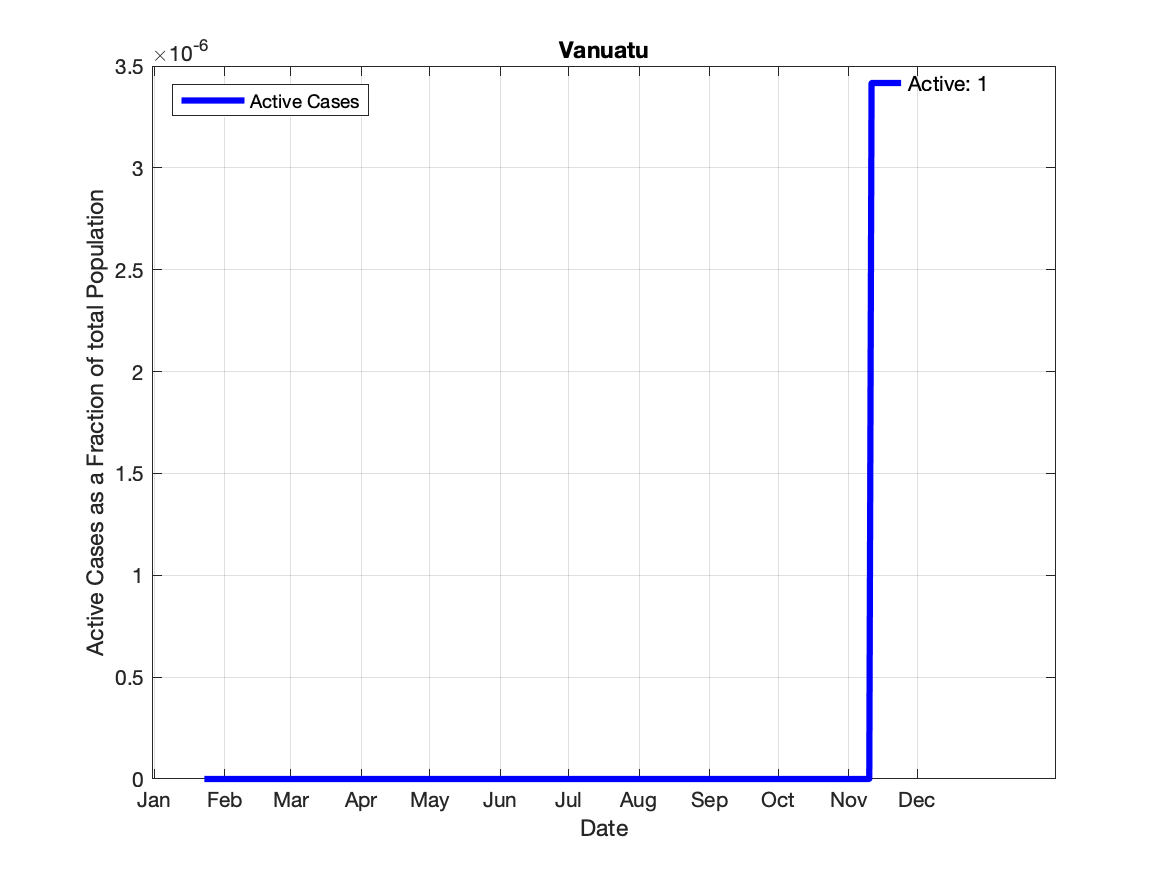 Vanuatu
×10-6
3.5
3
2.5
2
1.5
1
0.5
0
Active Cases as a Fraction of total Population
Active Cases
Active: 1
Jan Feb Mar Apr May Jun Jul Aug Sep Oct Nov Dec
Date